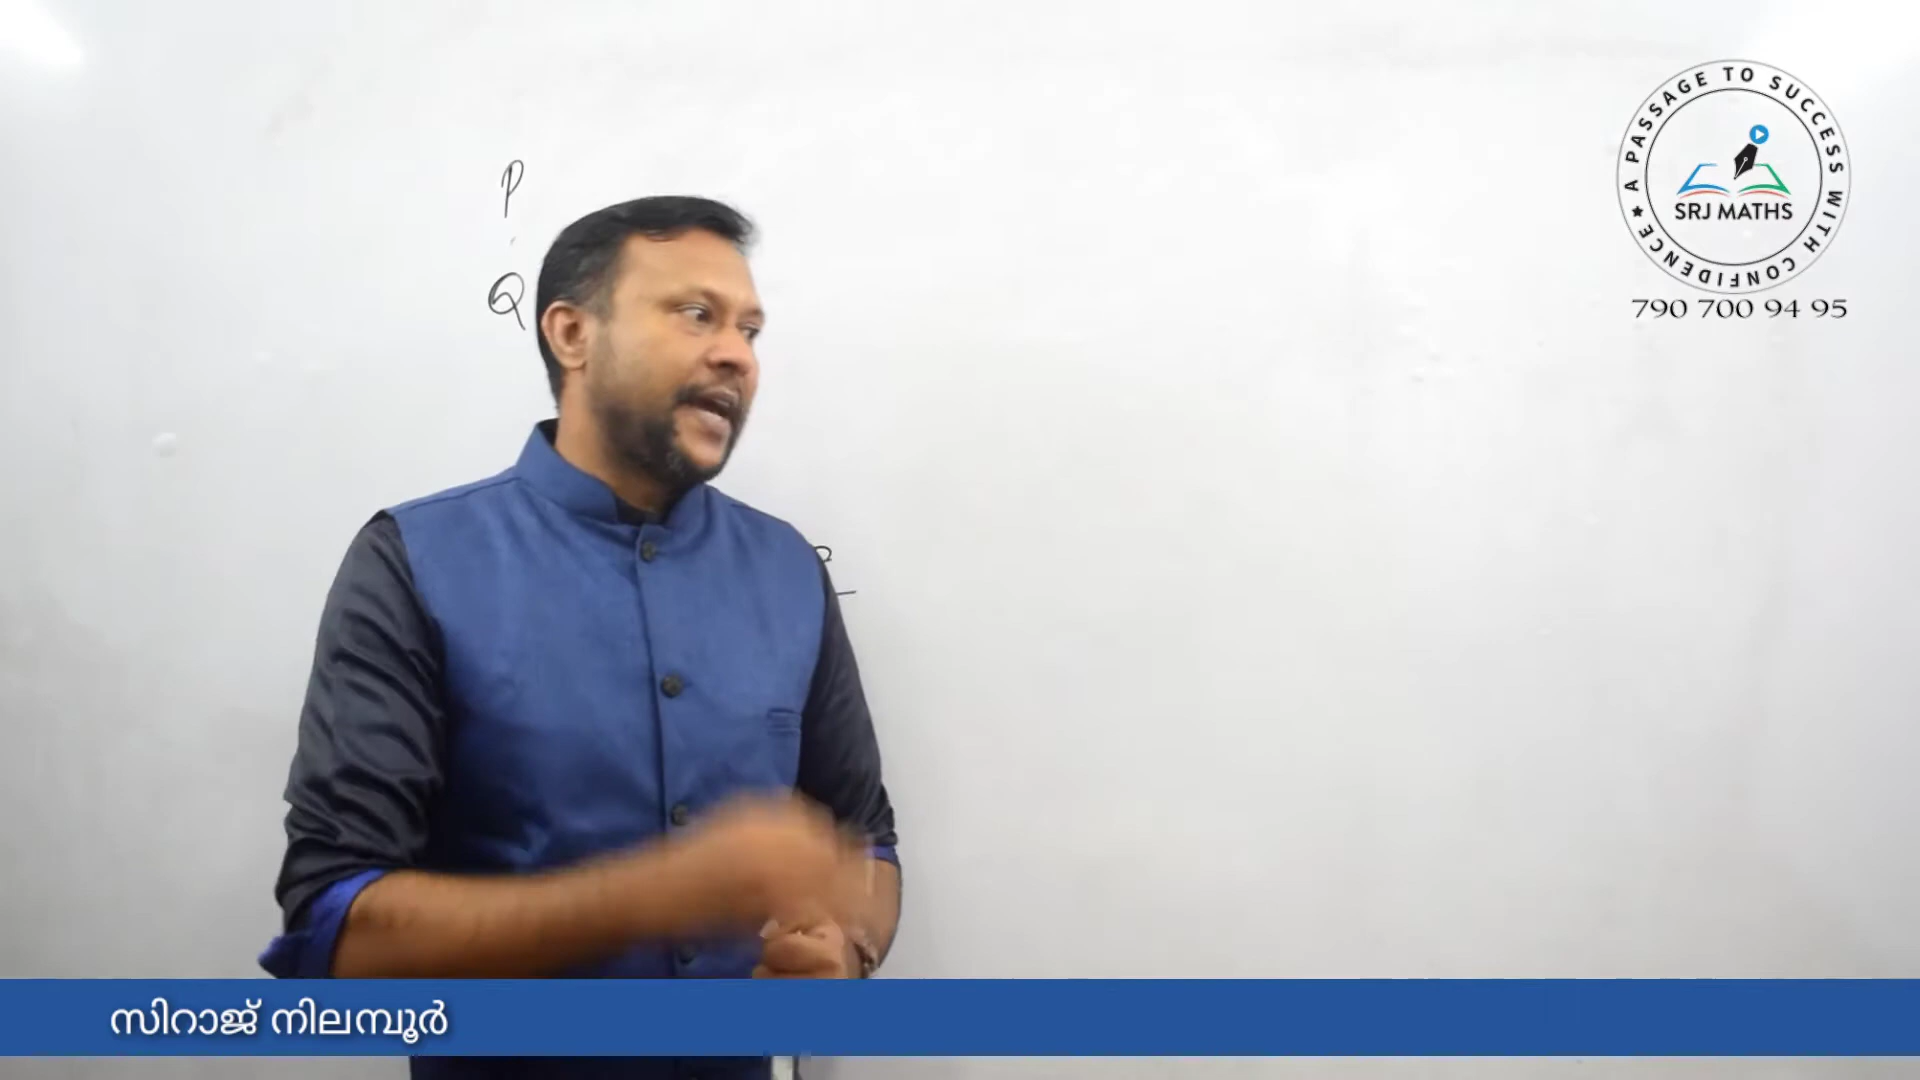 A PASSAGE TO SUCCESS WITH CONFIDENCE ★
SRJ MATHS
790 700 94 95
P
Q
സിറാജ് നിലമ്പൂർ